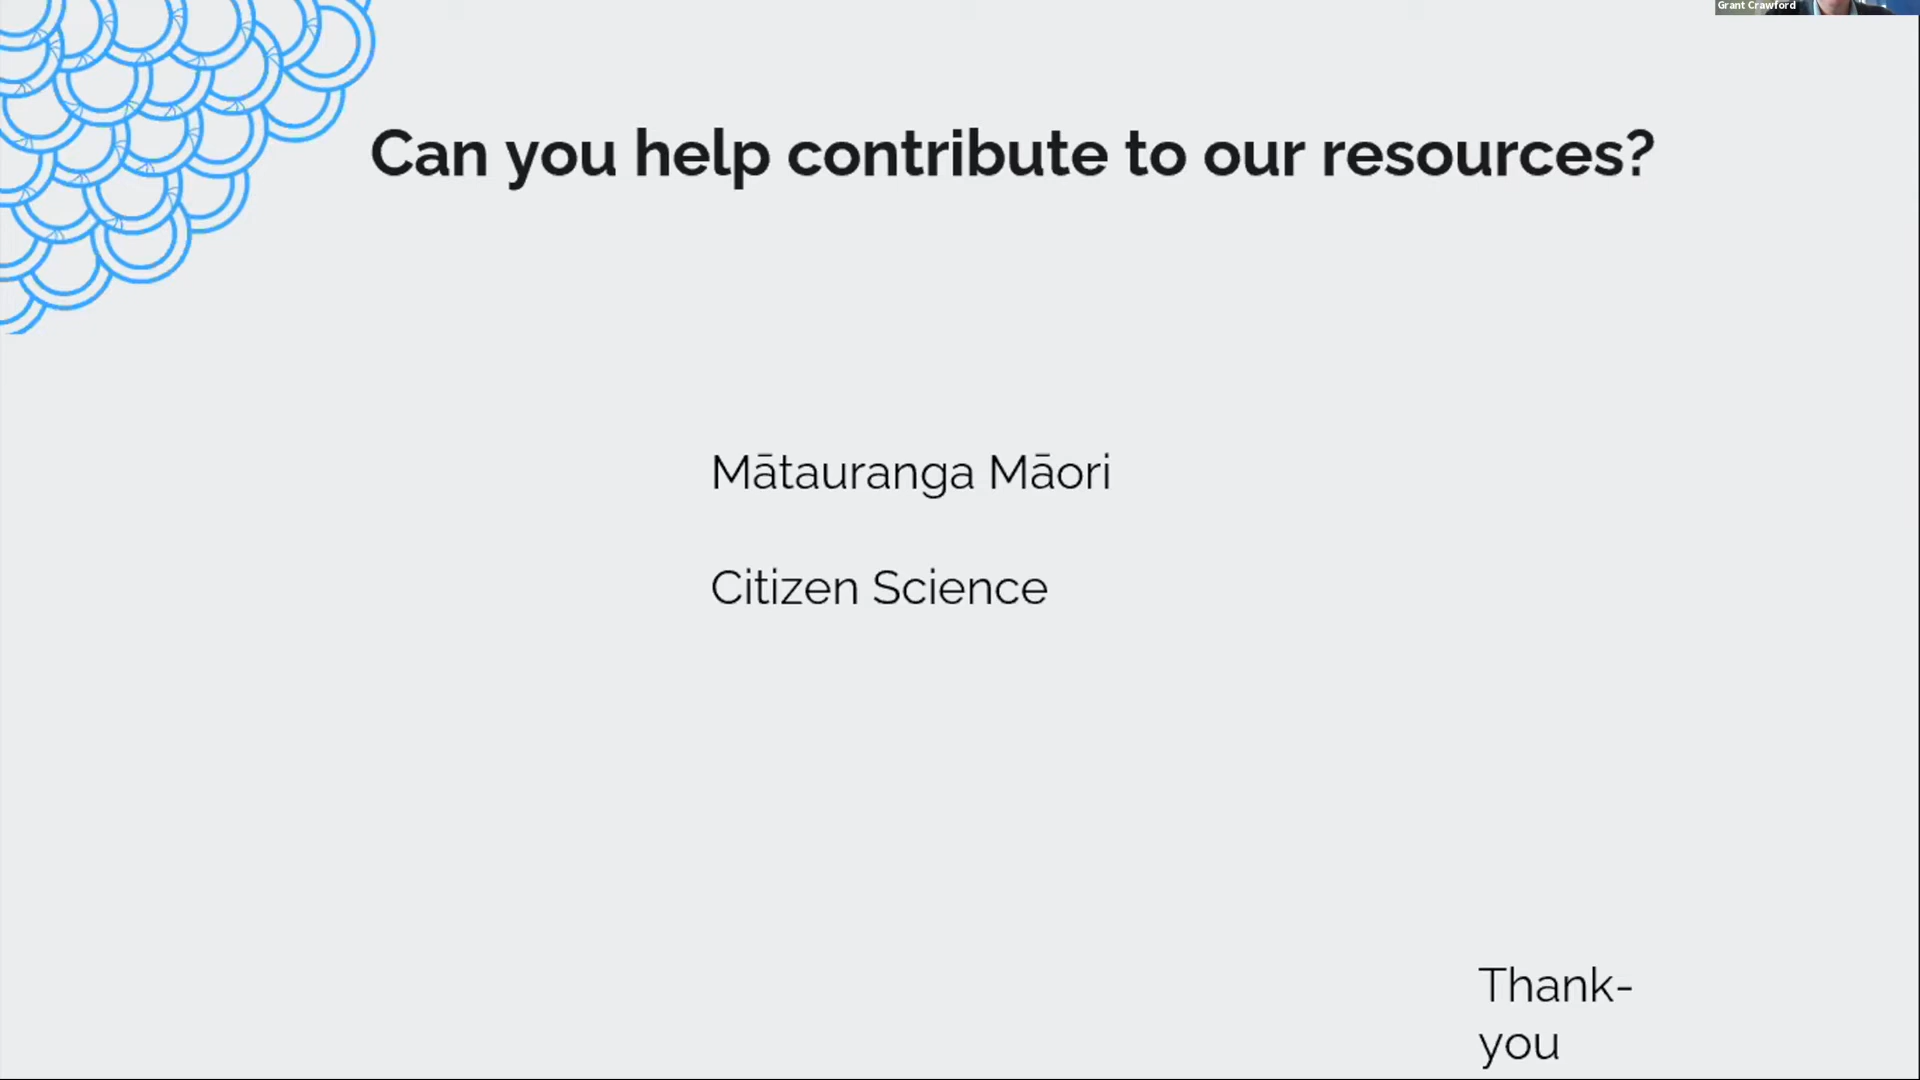 Grant Crawford
Can you help contribute to our resources?
Mātauranga Māori
Citizen Science
Thank-
you